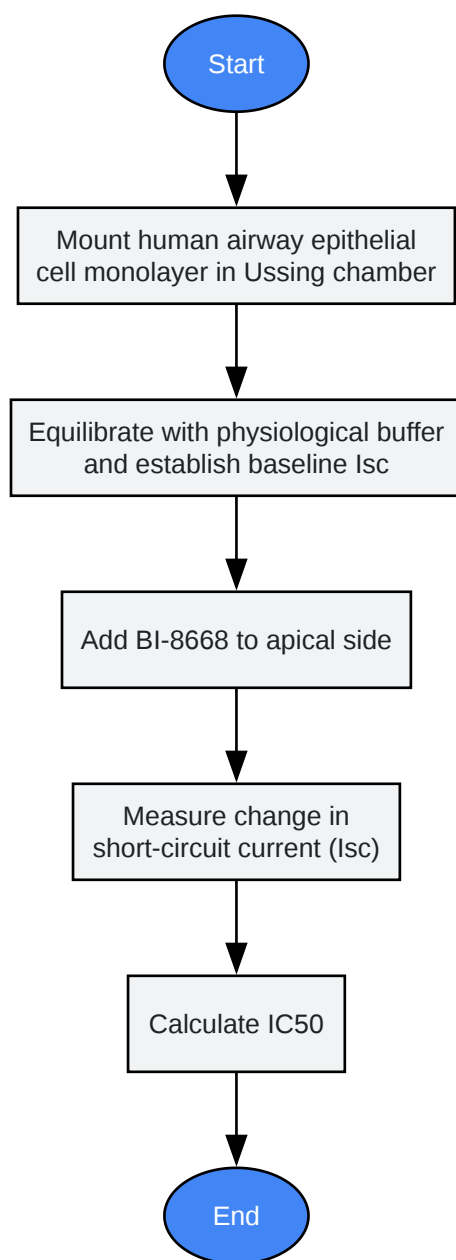 Start
Mount human airway epithelial
cell monolayer in Ussing chamber
Equilibrate with physiological buffer
and establish baseline Isc
Add BI-8668 to apical side
Measure change in
short-circuit current (Isc)
Calculate IC50
End